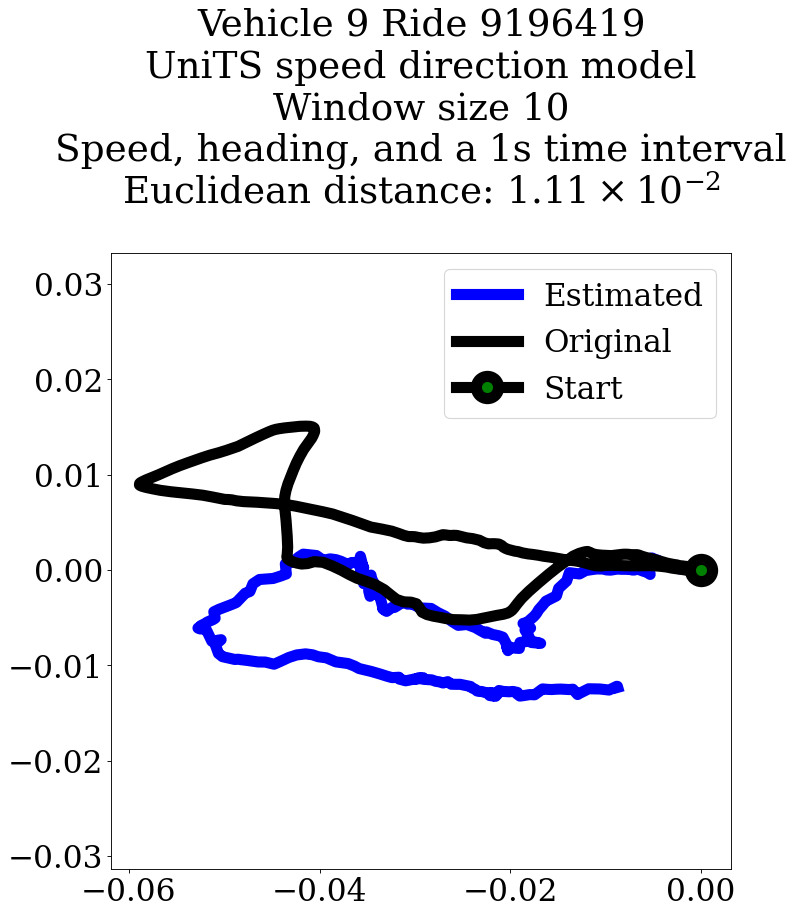 Vehicle 9 Ride 9196419
UniTS speed direction model
Window size 10
Speed, heading, and a 1s time interval
Euclidean distance: 1.11 × 10⁻²
Estimated
Original
Start
0.03
0.02
0.01
0.00
−0.01
−0.02
−0.03
−0.06
−0.04
−0.02
0.00